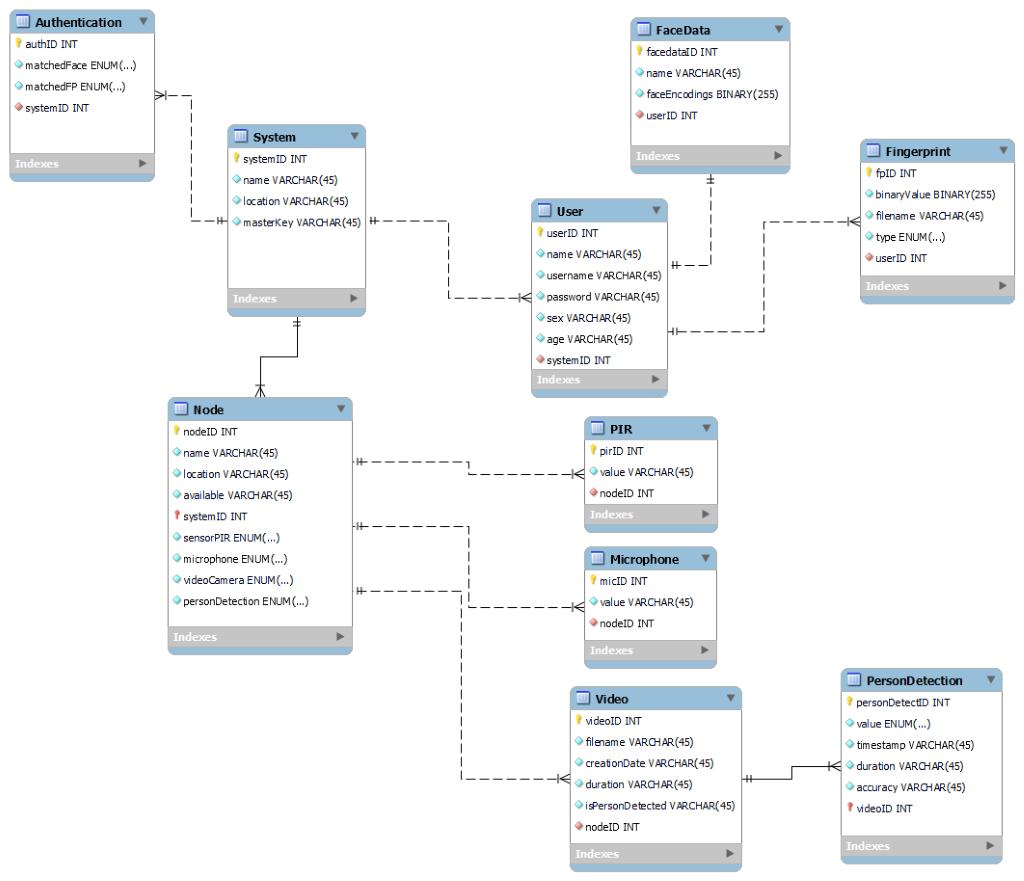 Authentication
authID INT
matchedFace ENUM(...)
matchedFP ENUM(...)
systemID INT
Indexes
System
systemID INT
name VARCHAR(45)
location VARCHAR(45)
masterKey VARCHAR(45)
Indexes
FaceData
facedataID INT
name VARCHAR(45)
faceEncodings BINARY(255)
userID INT
Indexes
Fingerprint
fpID INT
binaryValue BINARY(255)
filename VARCHAR(45)
type ENUM(...)
userID INT
Indexes
User
userID INT
name VARCHAR(45)
username VARCHAR(45)
password VARCHAR(45)
sex VARCHAR(45)
age VARCHAR(45)
systemID INT
Indexes
Node
nodeID INT
name VARCHAR(45)
location VARCHAR(45)
available VARCHAR(45)
systemID INT
sensorPIR ENUM(...)
microphone ENUM(...)
videoCamera ENUM(...)
personDetection ENUM(...)
Indexes
PIR
pirID INT
value VARCHAR(45)
nodeID INT
Indexes
Microphone
micID INT
value VARCHAR(45)
nodeID INT
Indexes
Video
videoID INT
filename VARCHAR(45)
creationDate VARCHAR(45)
duration VARCHAR(45)
isPersonDetected VARCHAR(45)
nodeID INT
Indexes
PersonDetection
personDetectID INT
value ENUM(...)
timestamp VARCHAR(45)
duration VARCHAR(45)
accuracy VARCHAR(45)
videoID INT
Indexes